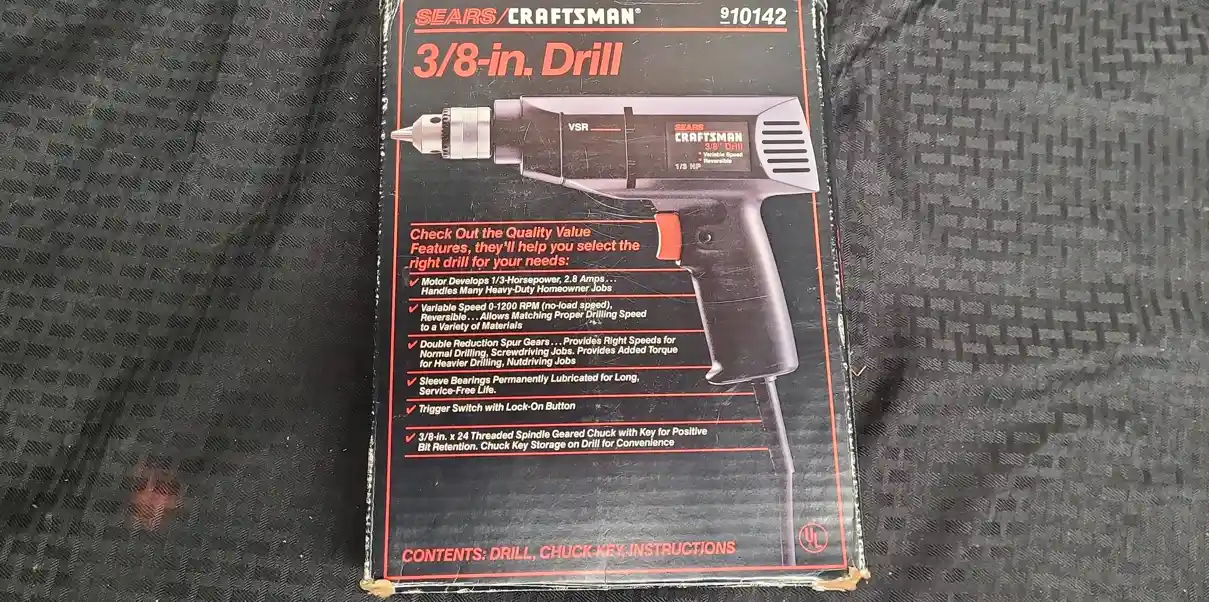 SEARS/CRAFTSMAN® 910142
3/8-in. Drill
VSR
SEARS
CRAFTSMAN
3/8" Drill
• Variable Speed
• Reversible
1/3 HP
Check Out the Quality Value
Features, they'll help you select the
right drill for your needs:
✓ Motor Develops 1/3-Horsepower, 2.8 Amps...
Handles Many Heavy-Duty Homeowner Jobs
✓ Variable Speed 0-1200 RPM (no-load speed),
Reversible...Allows Matching Proper Drilling Speed
to a Variety of Materials
✓ Double Reduction Spur Gears...Provides Right Speeds for
Normal Drilling, Screwdriving Jobs. Provides Added Torque
for Heavier Drilling, Nutdriving Jobs
✓ Sleeve Bearings Permanently Lubricated for Long,
Service-Free Life.
✓ Trigger Switch with Lock-On Button
✓ 3/8-in. x 24 Threaded Spindle Geared Chuck with Key for Positive
Bit Retention. Chuck Key Storage on Drill for Convenience
UL
CONTENTS: DRILL, CHUCK KEY, INSTRUCTIONS